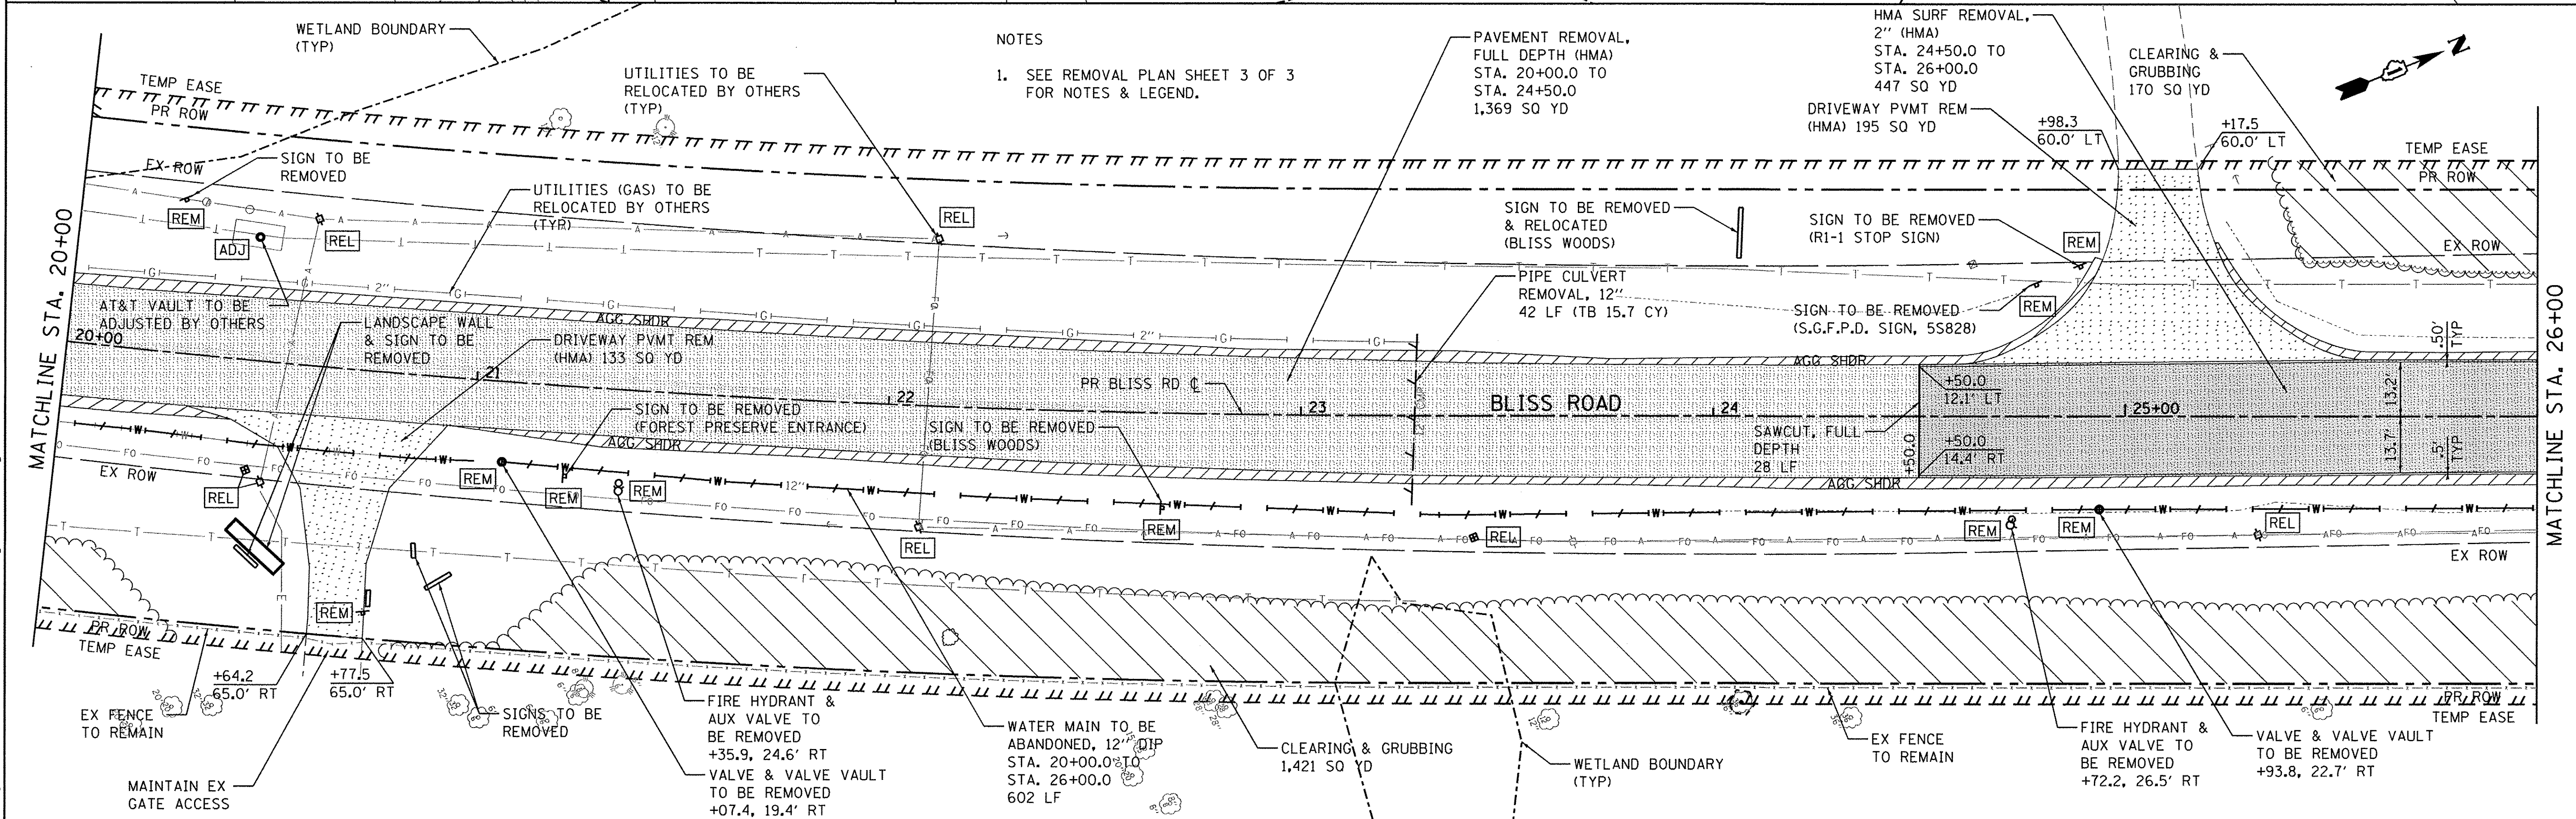 WETLAND BOUNDARY
(TYP)
NOTES
1. SEE REMOVAL PLAN SHEET 3 OF 3
FOR NOTES & LEGEND.
UTILITIES TO BE
RELOCATED BY OTHERS
(TYP)
PAVEMENT REMOVAL,
FULL DEPTH (HMA)
STA. 20+00.0 TO
STA. 24+50.0
1,369 SQ YD
HMA SURF REMOVAL,
2" (HMA)
STA. 24+50.0 TO
STA. 26+00.0
447 SQ YD
CLEARING &
GRUBBING
170 SQ YD
N
DRIVEWAY PVMT REM
(HMA) 195 SQ YD
+98.3
60.0' LT
+17.5
60.0' LT
TEMP EASE
PR ROW
TEMP EASE
PR ROW
EX ROW
SIGN TO BE
REMOVED
REM
ADJ
REL
UTILITIES (GAS) TO BE
RELOCATED BY OTHERS
(TYP)
REL
SIGN TO BE REMOVED
& RELOCATED
(BLISS WOODS)
SIGN TO BE REMOVED
(R1-1 STOP SIGN)
REM
EX ROW
PIPE CULVERT
REMOVAL, 12"
42 LF (TB 15.7 CY)
SIGN TO BE REMOVED
(S.G.F.P.D. SIGN, 5S828)
REM
MATCHLINE STA. 20+00
MATCHLINE STA. 26+00
AT&T VAULT TO BE
ADJUSTED BY OTHERS
2"
AGG SHDR
2"
AGG SHDR
.50'
TYP
LANDSCAPE WALL
& SIGN TO BE
REMOVED
DRIVEWAY PVMT REM
(HMA) 133 SQ YD
20+00
21
22
PR BLISS RD ℄
23
BLISS ROAD
24
25+00
+50.0
12.1' LT
13.2'
13.7'
.5'
TYP
SIGN TO BE REMOVED
(FOREST PRESERVE ENTRANCE)
AGG SHDR
SIGN TO BE REMOVED
(BLISS WOODS)
12"
SAWCUT, FULL
DEPTH
28 LF
+50.0
+50.0
14.4' RT
AGG SHDR
EX ROW
REL
REM
REM
REM
12"
REL
REM
REL
REM
REM
REL
EX ROW
REM
PR ROW
TEMP EASE
PR ROW
TEMP EASE
+64.2
65.0' RT
+77.5
65.0' RT
EX FENCE
TO REMAIN
MAINTAIN EX
GATE ACCESS
SIGNS TO BE
REMOVED
FIRE HYDRANT &
AUX VALVE TO
BE REMOVED
+35.9, 24.6' RT
VALVE & VALVE VAULT
TO BE REMOVED
+07.4, 19.4' RT
WATER MAIN TO BE
ABANDONED, 12" DIP
STA. 20+00.0 TO
STA. 26+00.0
602 LF
CLEARING & GRUBBING
1,421 SQ YD
WETLAND BOUNDARY
(TYP)
EX FENCE
TO REMAIN
FIRE HYDRANT &
AUX VALVE TO
BE REMOVED
+72.2, 26.5' RT
VALVE & VALVE VAULT
TO BE REMOVED
+93.8, 22.7' RT